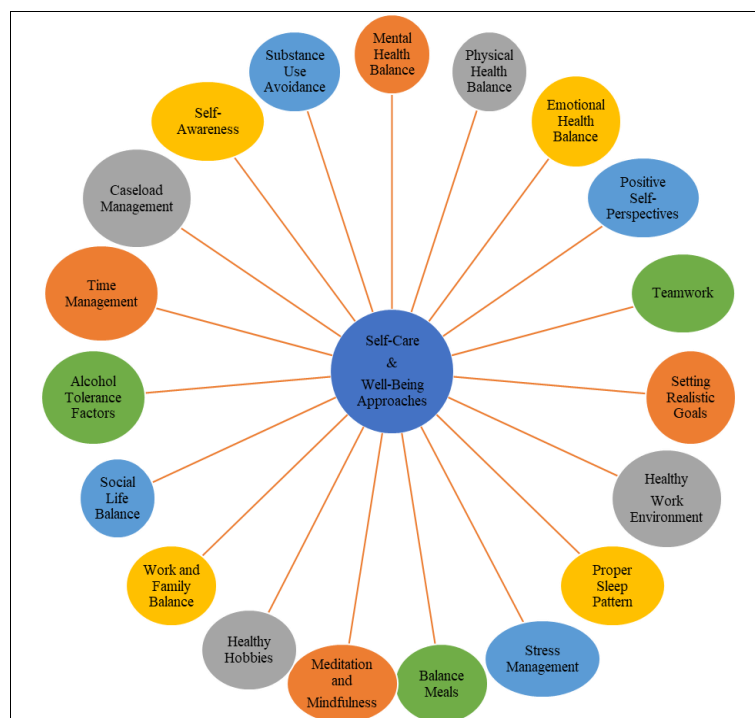 Mental
Health
Balance
Physical
Health
Balance
Emotional
Health
Balance
Positive
Self-
Perspectives
Teamwork
Setting
Realistic
Goals
Healthy
Work
Environment
Proper
Sleep
Pattern
Stress
Management
Balance
Meals
Meditation
and
Mindfulness
Healthy
Hobbies
Work and
Family
Balance
Social
Life
Balance
Alcohol
Tolerance
Factors
Time
Management
Caseload
Management
Self-
Awareness
Substance
Use
Avoidance
Self-Care
&
Well-Being
Approaches